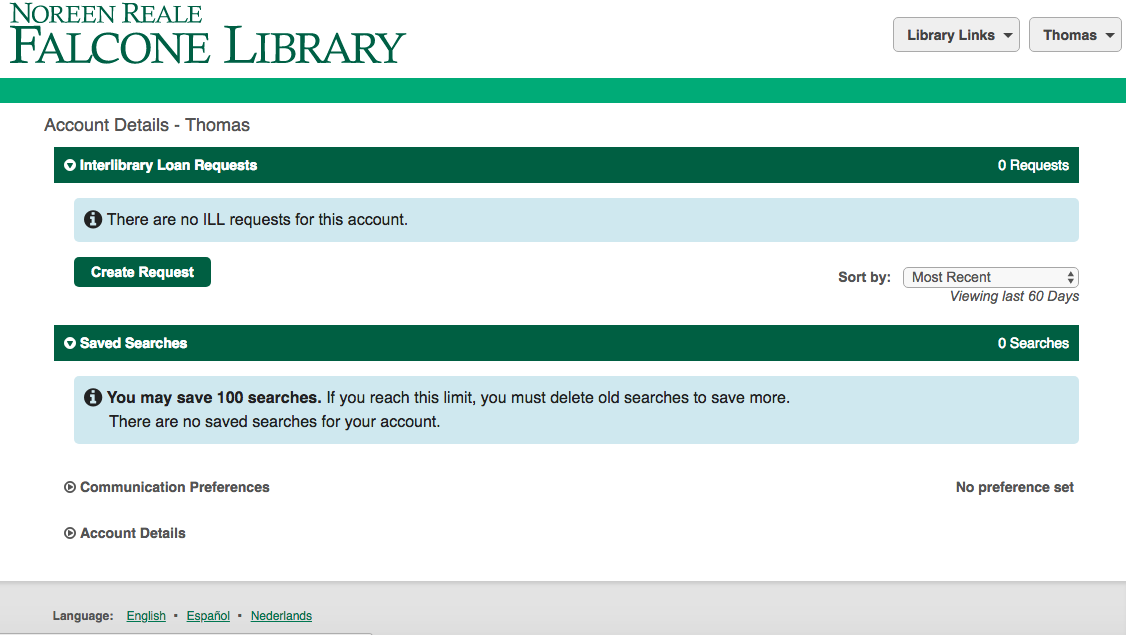 NOREEN REALE
FALCONE LIBRARY
Library Links
Thomas
Account Details - Thomas
Interlibrary Loan Requests
0 Requests
There are no ILL requests for this account.
Create Request
Sort by:
Most Recent
Viewing last 60 Days
Saved Searches
0 Searches
You may save 100 searches. If you reach this limit, you must delete old searches to save more.
There are no saved searches for your account.
Communication Preferences
No preference set
Account Details
Language: English • Español • Nederlands